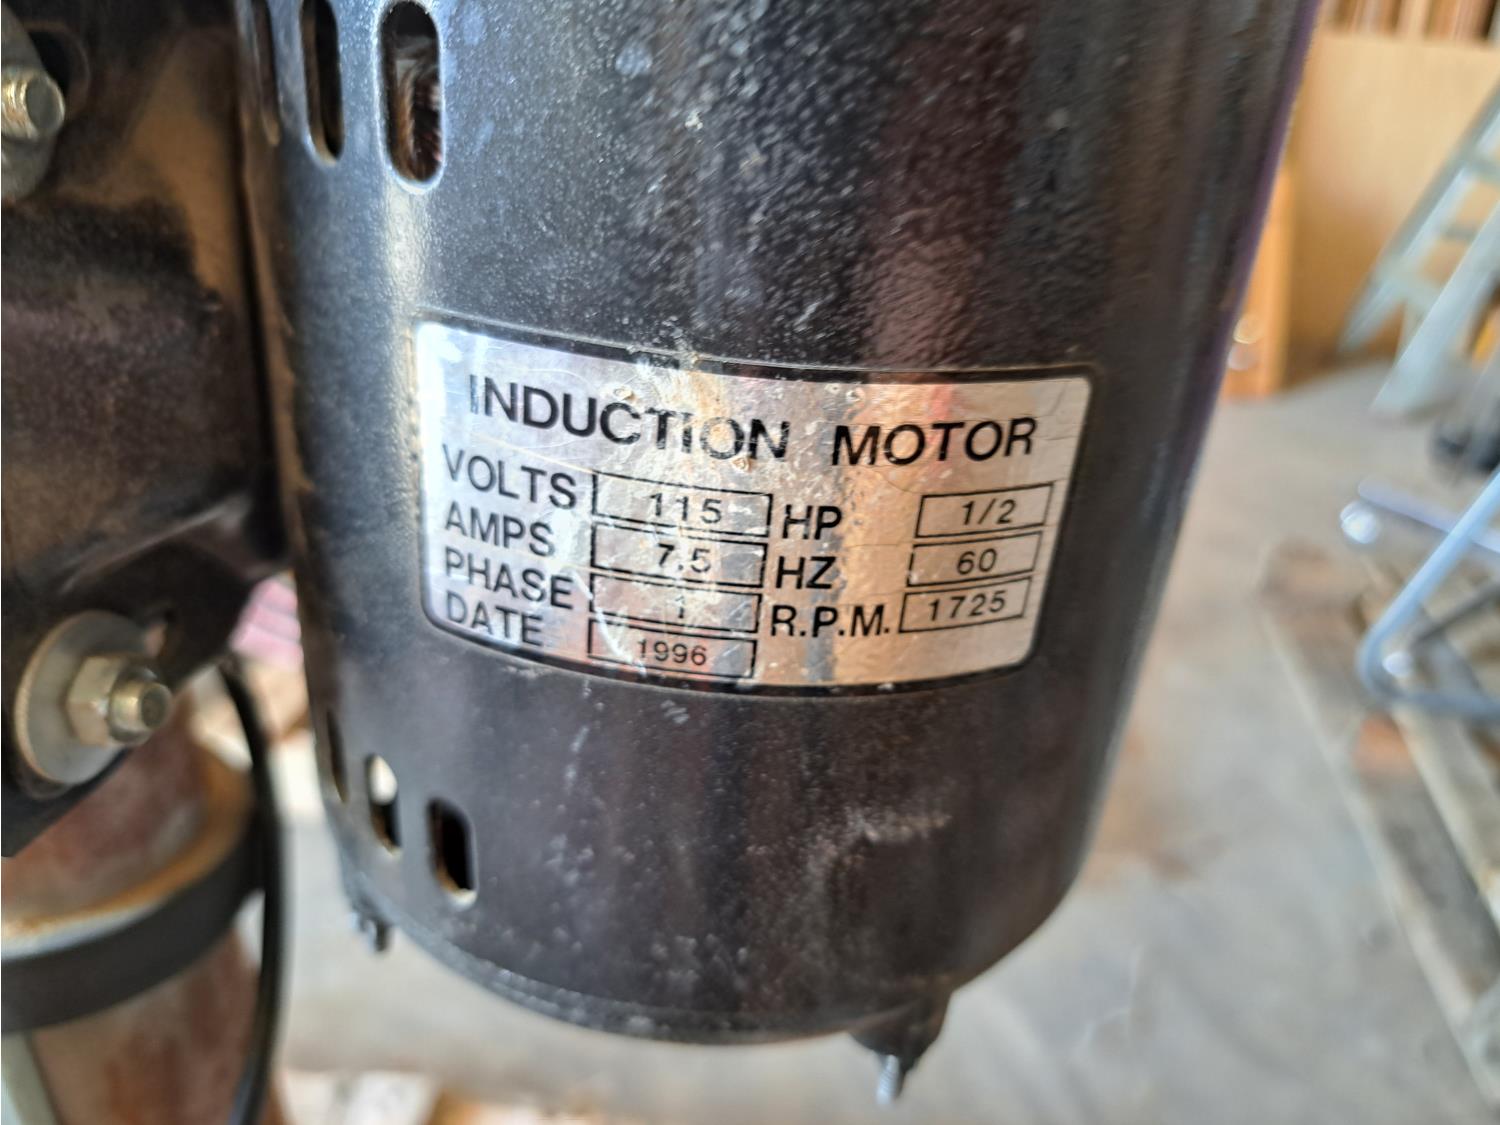 INDUCTION MOTOR
VOLTS 115 HP 1/2
AMPS 7.5 HZ 60
PHASE 1 R.P.M. 1725
DATE 1996